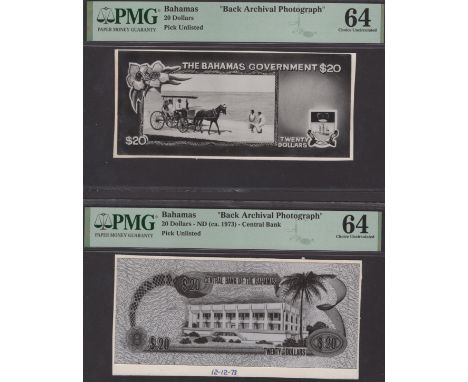 PMG
PAPER MONEY GUARANTY
Bahamas "Back Archival Photograph"
20 Dollars
Pick Unlisted
64
Choice Uncirculated
THE BAHAMAS GOVERNMENT $20
$20
TWENTY
DOLLARS
PMG
PAPER MONEY GUARANTY
Bahamas "Back Archival Photograph"
20 Dollars - ND (ca. 1973) - Central Bank
Pick Unlisted
64
Choice Uncirculated
$20
CENTRAL BANK OF THE BAHAMAS
B
$20
TWENTY DOLLARS
$20
12-12-73